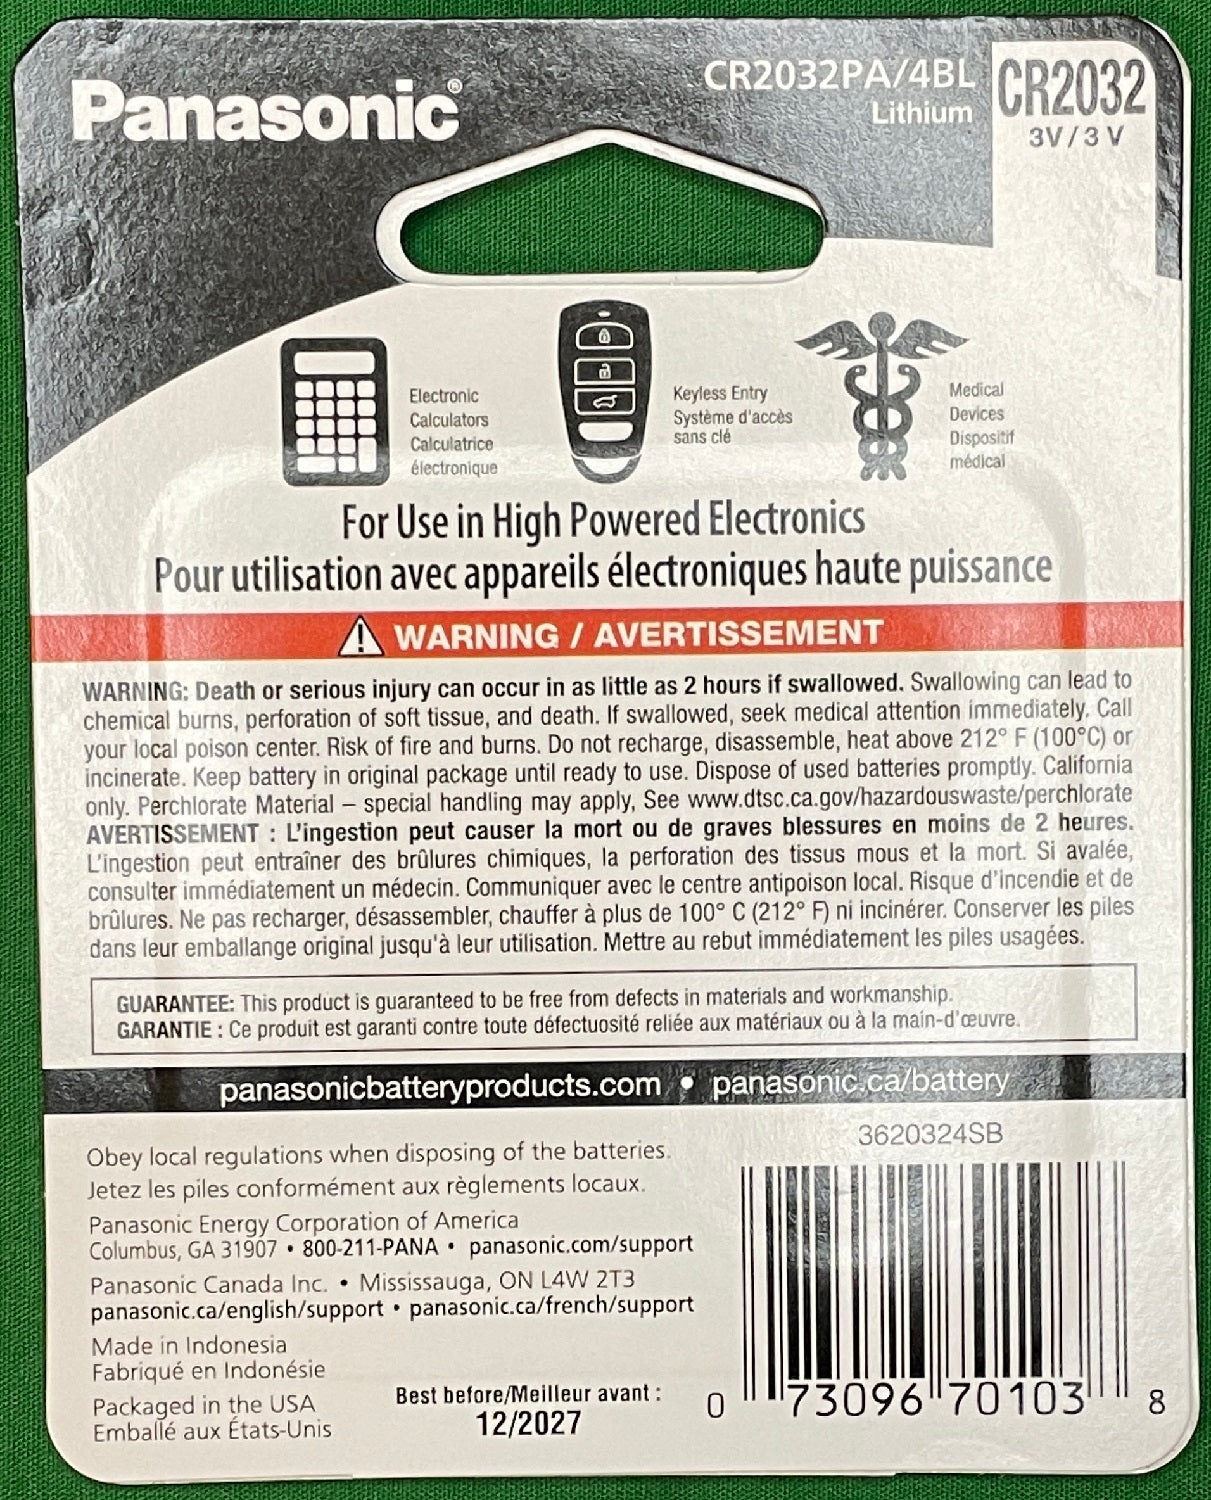 Panasonic®
CR2032PA/4BL
Lithium
CR2032
3V / 3 V
Electronic
Calculators
Calculatrice
électronique
Keyless Entry
Système d'accès
sans clé
Medical
Devices
Dispositif
médical
For Use in High Powered Electronics
Pour utilisation avec appareils électroniques haute puissance
WARNING / AVERTISSEMENT
WARNING: Death or serious injury can occur in as little as 2 hours if swallowed. Swallowing can lead to
chemical burns, perforation of soft tissue, and death. If swallowed, seek medical attention immediately. Call
your local poison center. Risk of fire and burns. Do not recharge, disassemble, heat above 212° F (100°C) or
incinerate. Keep battery in original package until ready to use. Dispose of used batteries promptly. California
only. Perchlorate Material – special handling may apply, See www.dtsc.ca.gov/hazardouswaste/perchlorate
AVERTISSEMENT : L'ingestion peut causer la mort ou de graves blessures en moins de 2 heures.
L'ingestion peut entraîner des brûlures chimiques, la perforation des tissus mous et la mort. Si avalée,
consulter immédiatement un médecin. Communiquer avec le centre antipoison local. Risque d'incendie et de
brûlures. Ne pas recharger, désassembler, chauffer à plus de 100° C (212° F) ni incinérer. Conserver les piles
dans leur emballange original jusqu'à leur utilisation. Mettre au rebut immédiatement les piles usagées.
GUARANTEE: This product is guaranteed to be free from defects in materials and workmanship.
GARANTIE : Ce produit est garanti contre toute défectuosité reliée aux matériaux ou à la main-d'œuvre.
panasonicbatteryproducts.com • panasonic.ca/battery
3620324SB
Obey local regulations when disposing of the batteries.
Jetez les piles conformément aux règlements locaux.
Panasonic Energy Corporation of America
Columbus, GA 31907 • 800-211-PANA • panasonic.com/support
Panasonic Canada Inc. • Mississauga, ON L4W 2T3
panasonic.ca/english/support • panasonic.ca/french/support
Made in Indonesia
Fabriqué en Indonésie
Packaged in the USA
Emballé aux États-Unis
Best before/Meilleur avant :
12/2027
0 73096 70103 8